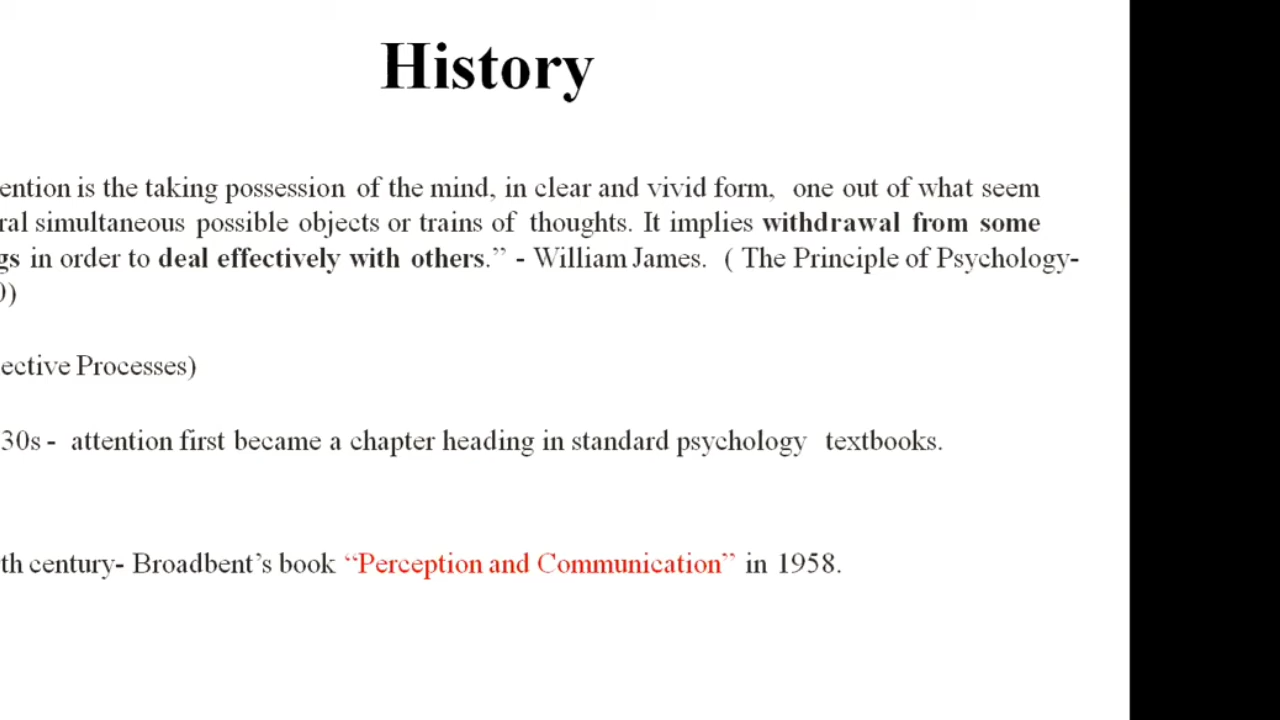 History
ention is the taking possession of the mind, in clear and vivid form, one out of what seem
ral simultaneous possible objects or trains of thoughts. It implies withdrawal from some
gs in order to deal effectively with others.” - William James. ( The Principle of Psychology-
0)
ective Processes)
30s - attention first became a chapter heading in standard psychology textbooks.
th century- Broadbent’s book “Perception and Communication” in 1958.